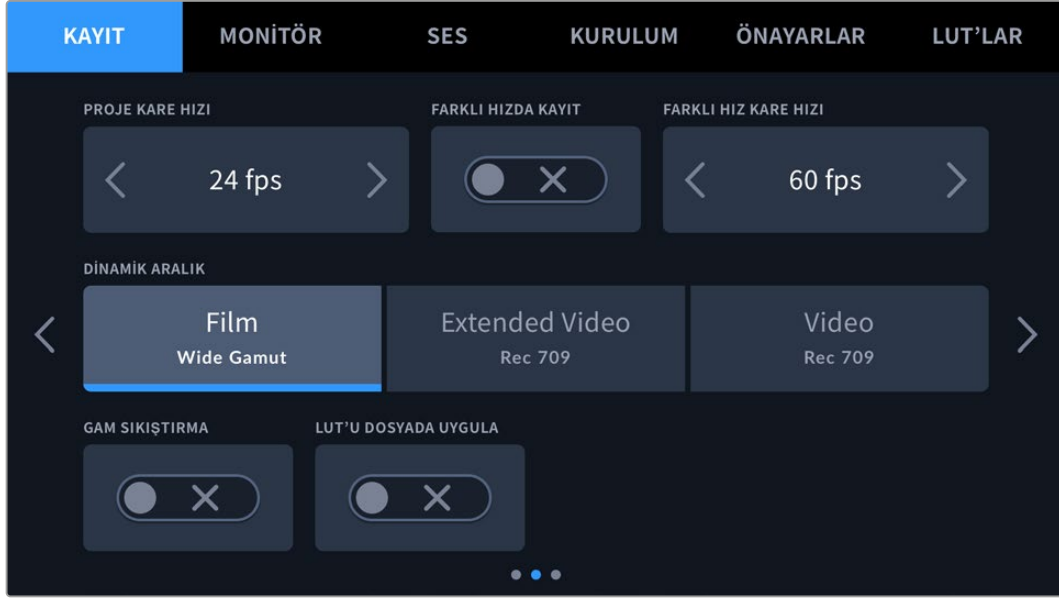 KAYIT MONİTÖR SES KURULUM ÖNAYARLAR LUT'LAR
PROJE KARE HIZI FARKLI HIZDA KAYIT FARKLI HIZ KARE HIZI
24 fps 60 fps
DİNAMİK ARALIK
Film Extended Video Video
Wide Gamut Rec 709 Rec 709
GAM SIKIŞTIRMA LUT'U DOSYADA UYGULA